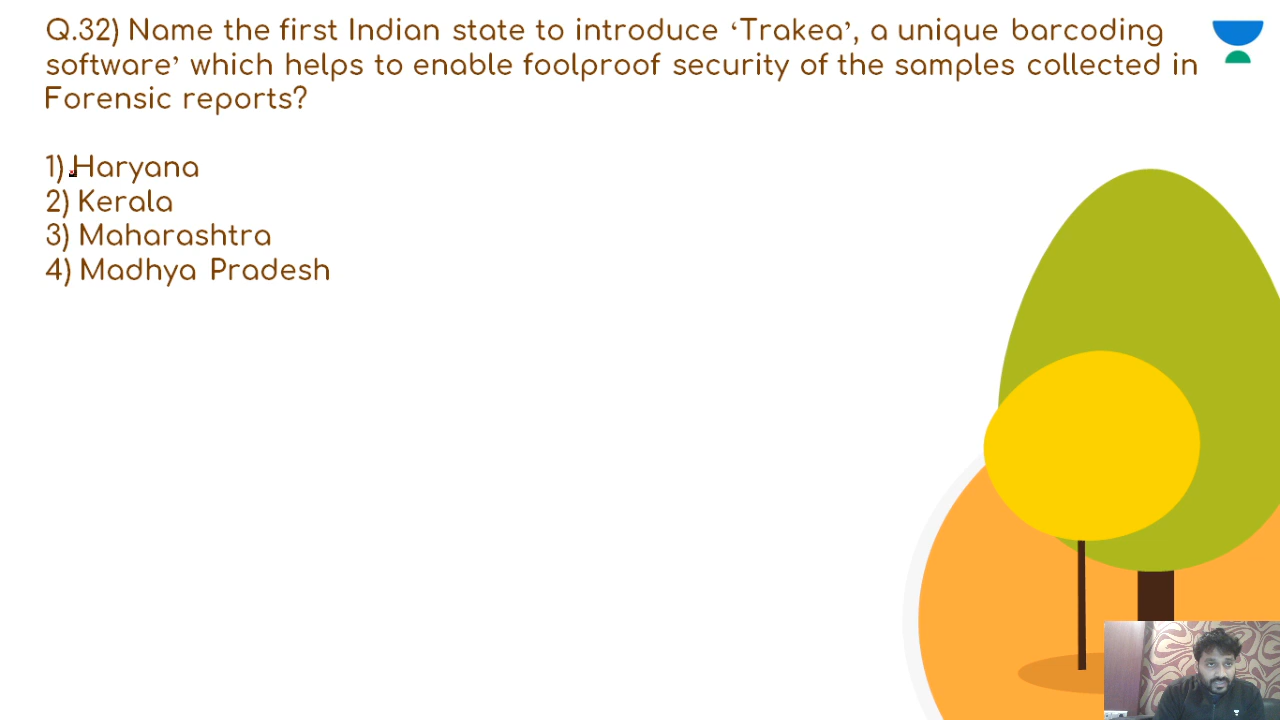 Q.32) Name the first Indian state to introduce ‘Trakea’, a unique barcoding
software’ which helps to enable foolproof security of the samples collected in
Forensic reports?
1) Haryana
2) Kerala
3) Maharashtra
4) Madhya Pradesh